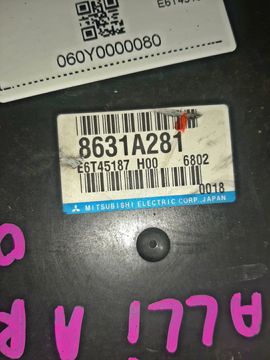 060Y0000080
8631A281
E6T45187 H00 6802
0018
MITSUBISHI ELECTRIC CORP. JAPAN